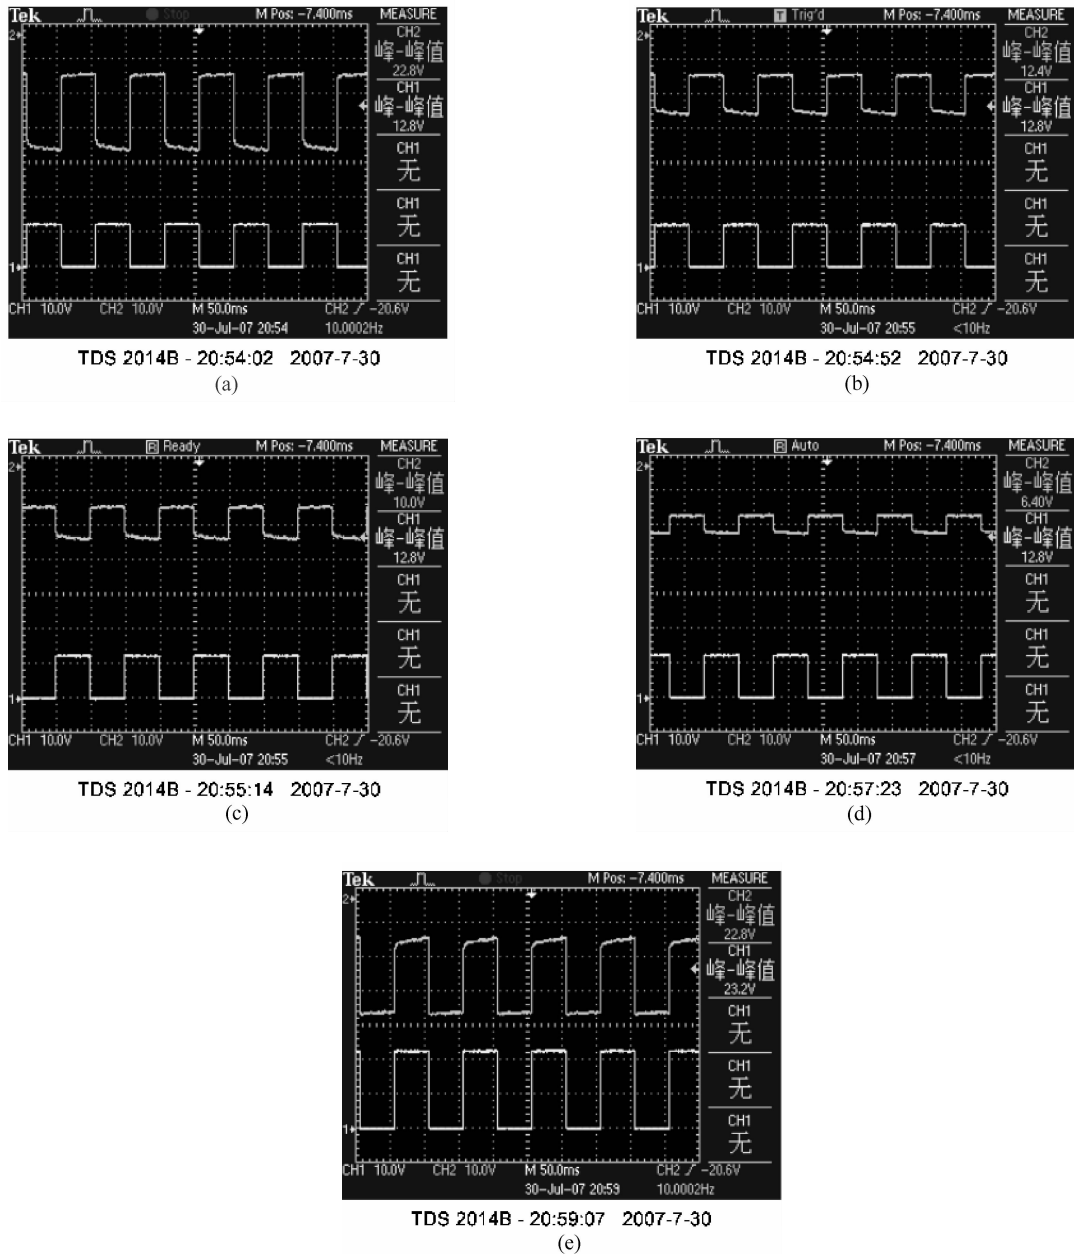 Tek Stop M Pos: -7.400ms MEASURE
CH2
峰-峰值
22.8V
CH1
峰-峰值
12.8V
CH1
无
CH1
无
CH1
无
2
1
CH1 10.0V CH2 10.0V M 50.0ms CH2 ∕ -20.6V
30-Jul-07 20:54 10.0002Hz
TDS 2014B - 20:54:02 2007-7-30
(a)
Tek T Trig'd M Pos: -7.400ms MEASURE
CH2
峰-峰值
12.4V
CH1
峰-峰值
12.8V
CH1
无
CH1
无
CH1
无
2
1
CH1 10.0V CH2 10.0V M 50.0ms CH2 ∕ -20.6V
30-Jul-07 20:55 <10Hz
TDS 2014B - 20:54:52 2007-7-30
(b)
Tek R Ready M Pos: -7.400ms MEASURE
CH2
峰-峰值
10.0V
CH1
峰-峰值
12.8V
CH1
无
CH1
无
CH1
无
2
1
CH1 10.0V CH2 10.0V M 50.0ms CH2 ∕ -20.6V
30-Jul-07 20:55 <10Hz
TDS 2014B - 20:55:14 2007-7-30
(c)
Tek R Auto M Pos: -7.400ms MEASURE
CH2
峰-峰值
6.40V
CH1
峰-峰值
12.8V
CH1
无
CH1
无
CH1
无
2
1
CH1 10.0V CH2 10.0V M 50.0ms CH2 ∕ -20.6V
30-Jul-07 20:57 <10Hz
TDS 2014B - 20:57:23 2007-7-30
(d)
Tek Stop M Pos: -7.400ms MEASURE
CH2
峰-峰值
22.8V
CH1
峰-峰值
23.2V
CH1
无
CH1
无
CH1
无
2
1
CH1 10.0V CH2 10.0V M 50.0ms CH2 ∕ -20.6V
30-Jul-07 20:59 10.0002Hz
TDS 2014B - 20:59:07 2007-7-30
(e)